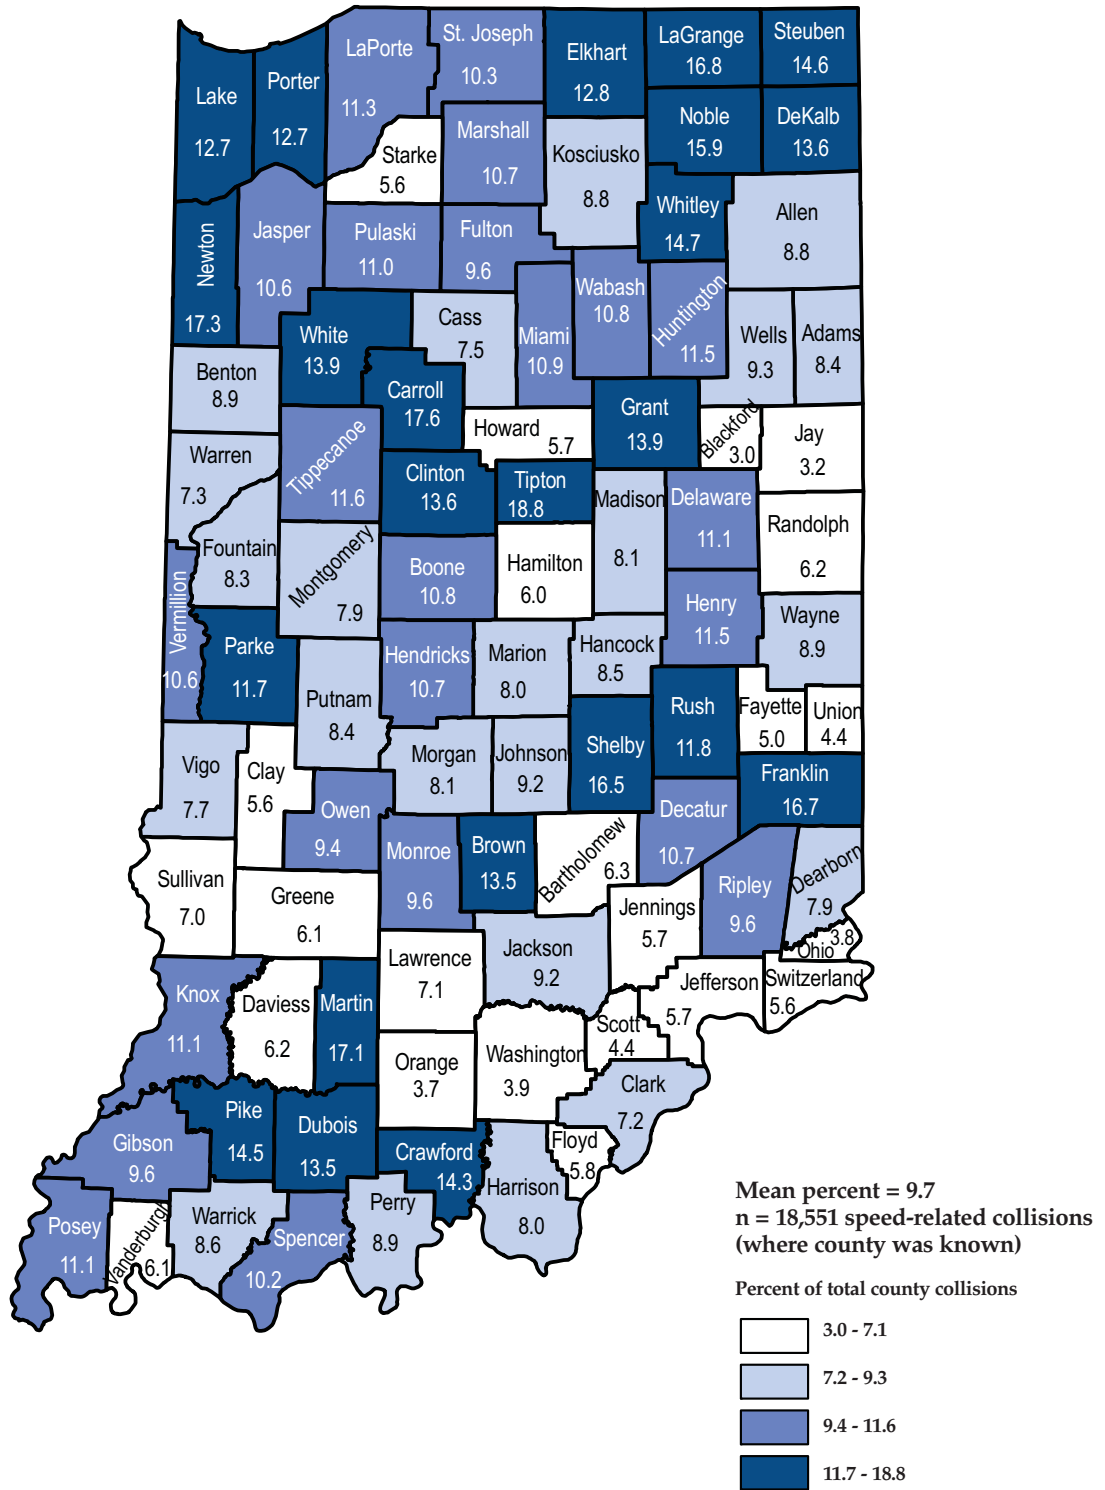 LaPorte
11.3
St. Joseph
10.3
Elkhart
12.8
LaGrange
16.8
Steuben
14.6
Lake
12.7
Porter
12.7
Noble
15.9
DeKalb
13.6
Starke
5.6
Marshall
10.7
Kosciusko
8.8
Whitley
14.7
Allen
8.8
Newton
17.3
Jasper
10.6
Pulaski
11.0
Fulton
9.6
Wabash
10.8
Huntington
11.5
White
13.9
Cass
7.5
Miami
10.9
Wells
9.3
Adams
8.4
Benton
8.9
Carroll
17.6
Howard
5.7
Grant
13.9
Blackford
3.0
Jay
3.2
Warren
7.3
Tippecanoe
11.6
Clinton
13.6
Tipton
18.8
Madison
8.1
Delaware
11.1
Randolph
6.2
Fountain
8.3
Montgomery
7.9
Boone
10.8
Hamilton
6.0
Henry
11.5
Wayne
8.9
Vermillion
10.6
Parke
11.7
Putnam
8.4
Hendricks
10.7
Marion
8.0
Hancock
8.5
Rush
11.8
Fayette
5.0
Union
4.4
Vigo
7.7
Clay
5.6
Owen
9.4
Morgan
8.1
Johnson
9.2
Shelby
16.5
Decatur
10.7
Franklin
16.7
Sullivan
7.0
Greene
6.1
Monroe
9.6
Brown
13.5
Bartholomew
6.3
Jennings
5.7
Ripley
9.6
Dearborn
7.9
Ohio
3.8
Switzerland
5.6
Knox
11.1
Daviess
6.2
Martin
17.1
Lawrence
7.1
Jackson
9.2
Jefferson
5.7
Scott
4.4
Orange
3.7
Washington
3.9
Clark
7.2
Floyd
5.8
Gibson
9.6
Pike
14.5
Dubois
13.5
Crawford
14.3
Harrison
8.0
Posey
11.1
Vanderburgh
6.1
Warrick
8.6
Spencer
10.2
Perry
8.9
Mean percent = 9.7
n = 18,551 speed-related collisions
(where county was known)
Percent of total county collisions
3.0 - 7.1
7.2 - 9.3
9.4 - 11.6
11.7 - 18.8